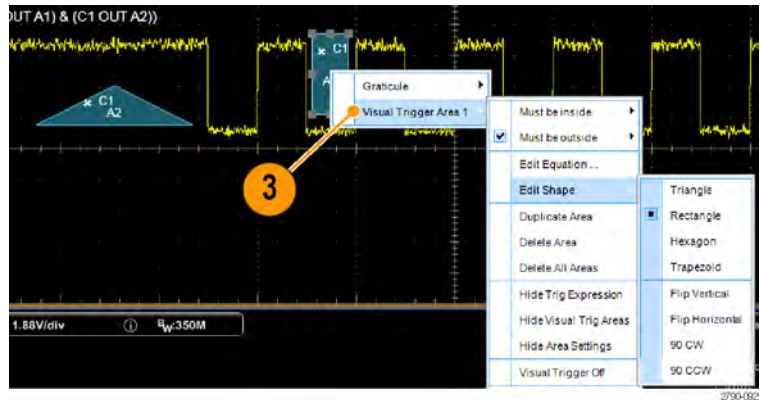 OUT A1) & (C1 OUT A2))
C1
A
C1
A2
Graticule
Visual Trigger Area 1
3
Must be inside
Must be outside
Edit Equation ...
Edit Shape
Duplicate Area
Delete Area
Delete All Areas
Hide Trig Expression
Hide Visual Trig Areas
Hide Area Settings
Visual Trigger Off
Triangle
Rectangle
Hexagon
Trapezoid
Flip Vertical
Flip Horizontal
90 CW
90 CCW
1.88V/div BW:350M